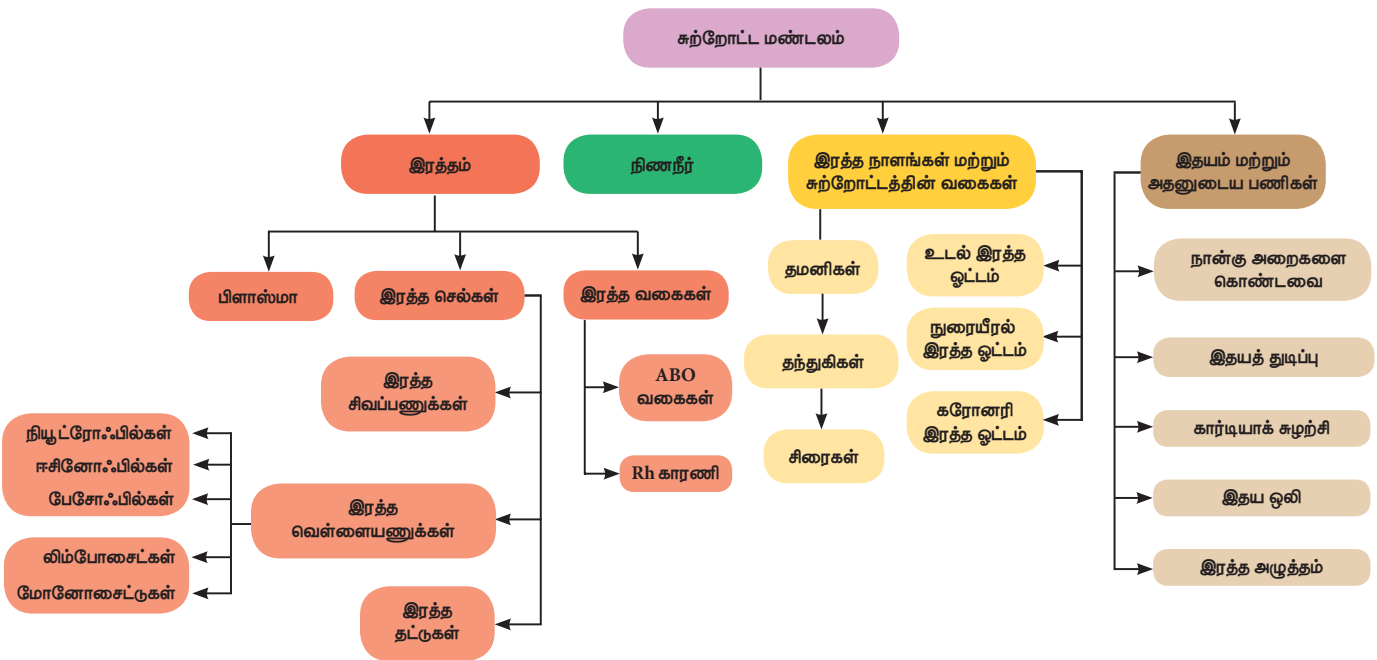 சுற்றோட்ட மண்டலம்
இரத்தம்
நிணநீர்
இரத்த நாளங்கள் மற்றும்
சுற்றோட்டத்தின் வகைகள்
இதயம் மற்றும்
அதனுடைய பணிகள்
பிளாஸ்மா
இரத்த செல்கள்
இரத்த வகைகள்
இரத்த
சிவப்பணுக்கள்
இரத்த
வெள்ளையணுக்கள்
இரத்த
தட்டுகள்
நியூட்ரோஃபில்கள்
ஈசினோஃபில்கள்
பேசோஃபில்கள்
லிம்போசைட்கள்
மோனோசைட்டுகள்
ABO
வகைகள்
Rh காரணி
தமனிகள்
தந்துகிகள்
சிரைகள்
உடல் இரத்த
ஓட்டம்
நுரையீரல்
இரத்த ஓட்டம்
கரோனரி
இரத்த ஓட்டம்
நான்கு அறைகளை
கொண்டவை
இதயத் துடிப்பு
கார்டியாக் சுழற்சி
இதய ஒலி
இரத்த அழுத்தம்